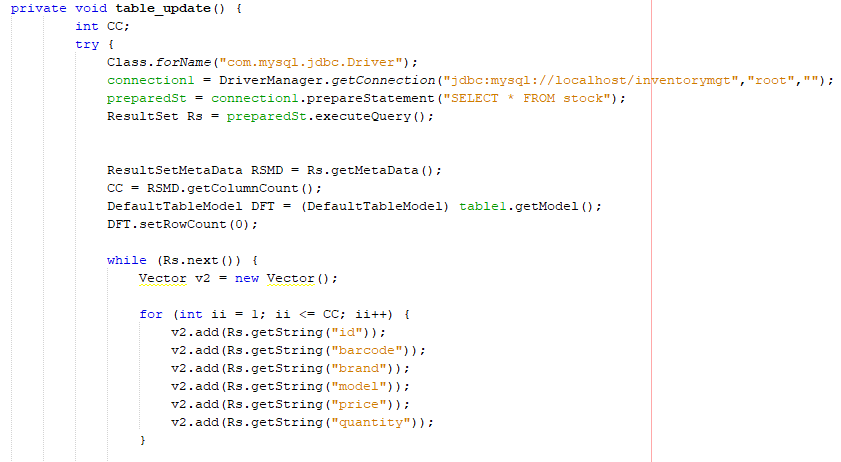 private void table_update() {
int CC;
try {
Class.forName("com.mysql.jdbc.Driver");
connection1 = DriverManager.getConnection("jdbc:mysql://localhost/inventorymgt","root","");
preparedSt = connection1.prepareStatement("SELECT * FROM stock");
ResultSet Rs = preparedSt.executeQuery();
ResultSetMetaData RSMD = Rs.getMetaData();
CC = RSMD.getColumnCount();
DefaultTableModel DFT = (DefaultTableModel) table1.getModel();
DFT.setRowCount(0);
while (Rs.next()) {
Vector v2 = new Vector();
for (int ii = 1; ii <= CC; ii++) {
v2.add(Rs.getString("id"));
v2.add(Rs.getString("barcode"));
v2.add(Rs.getString("brand"));
v2.add(Rs.getString("model"));
v2.add(Rs.getString("price"));
v2.add(Rs.getString("quantity"));
}